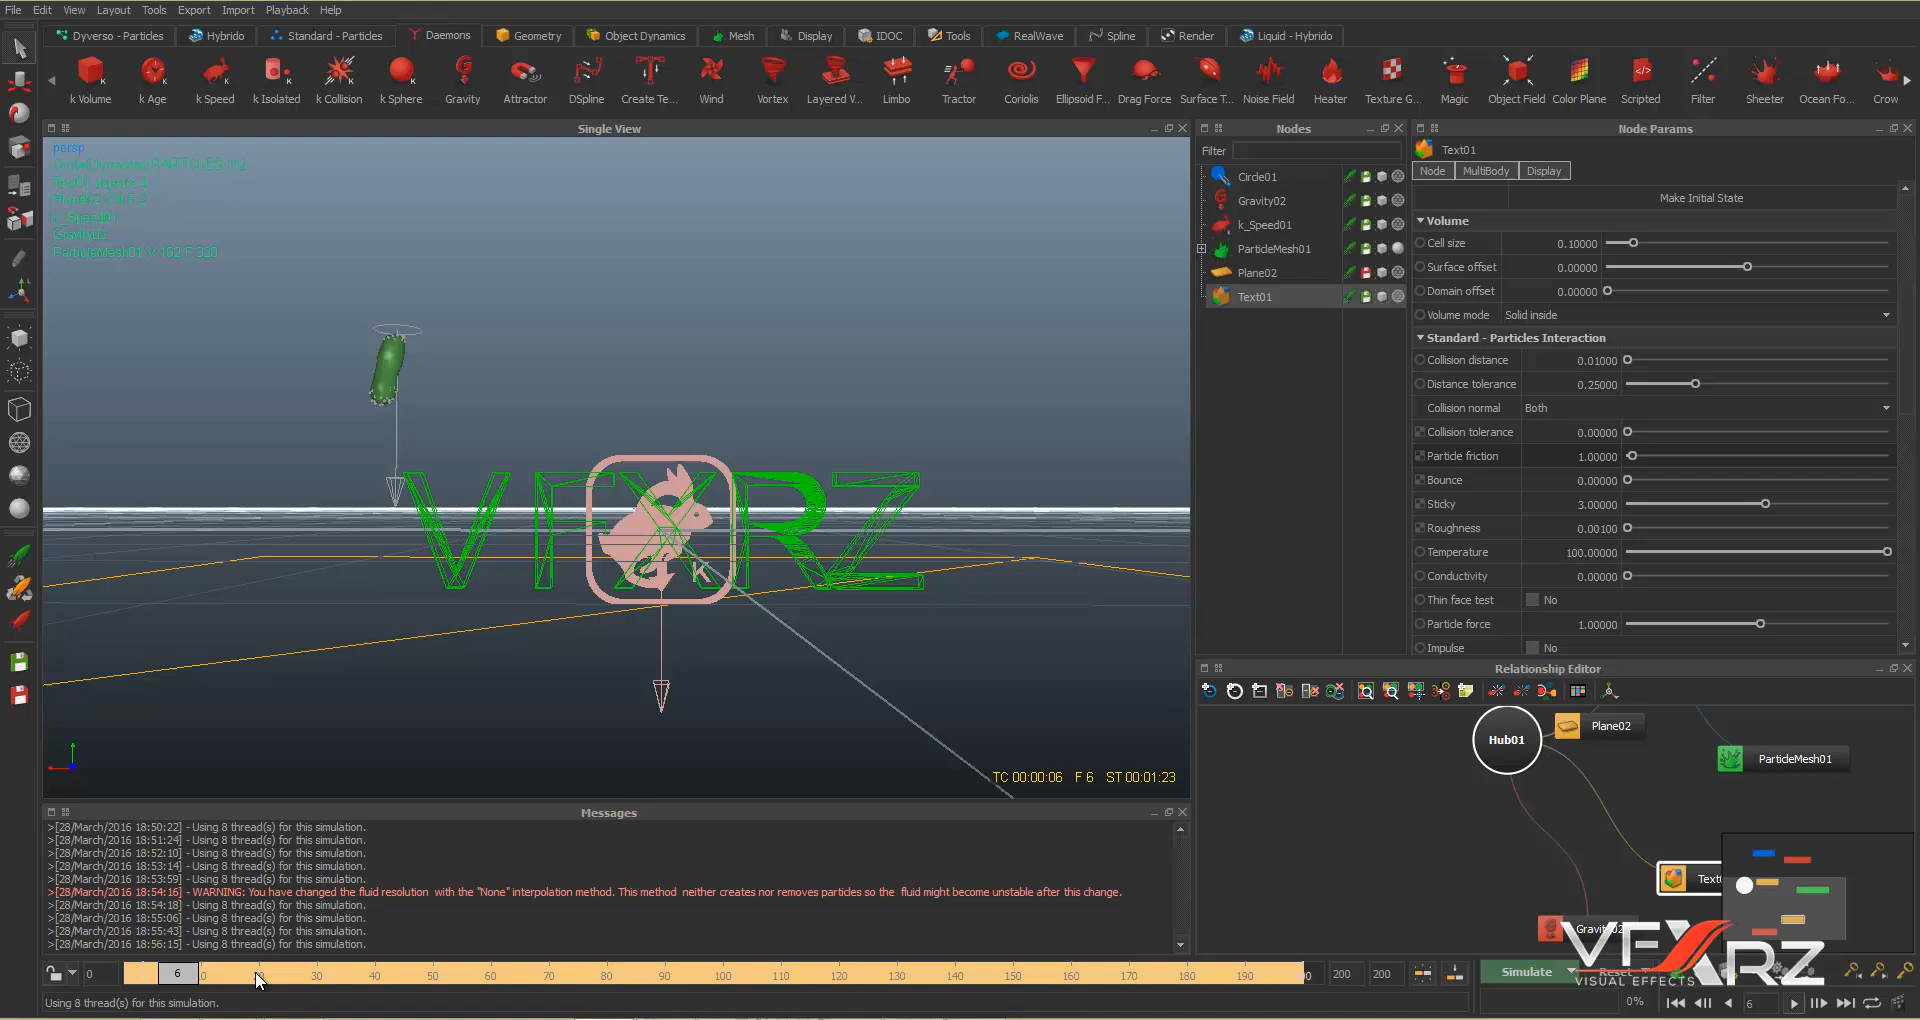 File Edit View Layout Tools Export Import Playback Help
Dyverso - Particles Hybrido Standard - Particles Daemons Geometry Object Dynamics Mesh Display IDOC Tools RealWave Spline Render Liquid - Hybrido
k Volume k Age k Speed k Isolated k Collision k Sphere Gravity Attractor DSpline Create Te... Wind Vortex Layered V... Limbo Tractor Coriolis Ellipsoid F... Drag Force Surface T... Noise Field Heater Texture G... Magic Object Field Color Plane Scripted Filter Sheeter Ocean Fo... Crow
Single View
persp
k_Speed01
Gravity02
ParticleMesh01 V 162 F 320
VFXRZ
K
TC 00:00:06 F 6 ST 00:01:23
Nodes
Filter
Circle01
Gravity02
k_Speed01
ParticleMesh01
Plane02
Text01
Node Params
Text01
Node MultiBody Display
Make Initial State
Volume
Cell size 0.10000
Surface offset 0.00000
Domain offset 0.00000
Volume mode Solid inside
Standard - Particles Interaction
Collision distance 0.01000
Distance tolerance 0.25000
Collision normal Both
Collision tolerance 0.00000
Particle friction 1.00000
Bounce 0.00000
Sticky 3.00000
Roughness 0.00100
Temperature 100.00000
Conductivity 0.00000
Thin face test No
Particle force 1.00000
Impulse No
Relationship Editor
Hub01
Plane02
ParticleMesh01
Messages
>[28/March/2016 18:50:22] - Using 8 thread(s) for this simulation.
>[28/March/2016 18:51:24] - Using 8 thread(s) for this simulation.
>[28/March/2016 18:52:10] - Using 8 thread(s) for this simulation.
>[28/March/2016 18:53:14] - Using 8 thread(s) for this simulation.
>[28/March/2016 18:53:59] - Using 8 thread(s) for this simulation.
>[28/March/2016 18:54:16] - WARNING: You have changed the fluid resolution with the "None" interpolation method. This method neither creates nor removes particles so the fluid might become unstable after this change.
>[28/March/2016 18:54:18] - Using 8 thread(s) for this simulation.
>[28/March/2016 18:55:06] - Using 8 thread(s) for this simulation.
>[28/March/2016 18:55:43] - Using 8 thread(s) for this simulation.
>[28/March/2016 18:56:15] - Using 8 thread(s) for this simulation.
0 6 30 40 50 60 70 80 90 100 110 120 130 140 150 160 170 180 190 200 200
Simulate Reset
VFXRZ
VISUAL EFFECTS
Using 8 thread(s) for this simulation.
0% 6